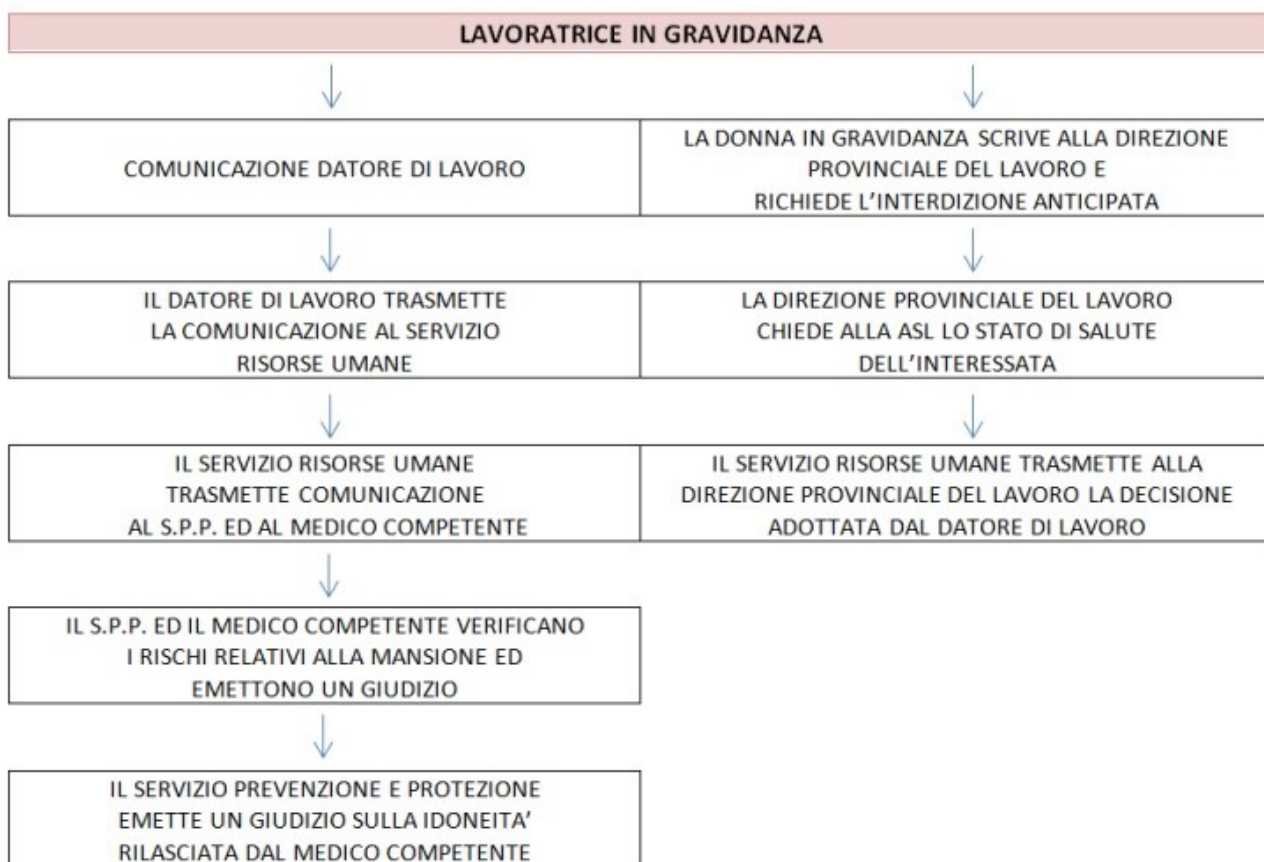 LAVORATRICE IN GRAVIDANZA
COMUNICAZIONE DATORE DI LAVORO
LA DONNA IN GRAVIDANZA SCRIVE ALLA DIREZIONE
PROVINCIALE DEL LAVORO E
RICHIEDE L'INTERDIZIONE ANTICIPATA
IL DATORE DI LAVORO TRASMETTE
LA COMUNICAZIONE AL SERVIZIO
RISORSE UMANE
LA DIREZIONE PROVINCIALE DEL LAVORO
CHIEDE ALLA ASL LO STATO DI SALUTE
DELL'INTERESSATA
IL SERVIZIO RISORSE UMANE
TRASMETTE COMUNICAZIONE
AL S.P.P. ED AL MEDICO COMPETENTE
IL SERVIZIO RISORSE UMANE TRASMETTE ALLA
DIREZIONE PROVINCIALE DEL LAVORO LA DECISIONE
ADOTTATA DAL DATORE DI LAVORO
IL S.P.P. ED IL MEDICO COMPETENTE VERIFICANO
I RISCHI RELATIVI ALLA MANSIONE ED
EMETTONO UN GIUDIZIO
IL SERVIZIO PREVENZIONE E PROTEZIONE
EMETTE UN GIUDIZIO SULLA IDONEITA'
RILASCIATA DAL MEDICO COMPETENTE